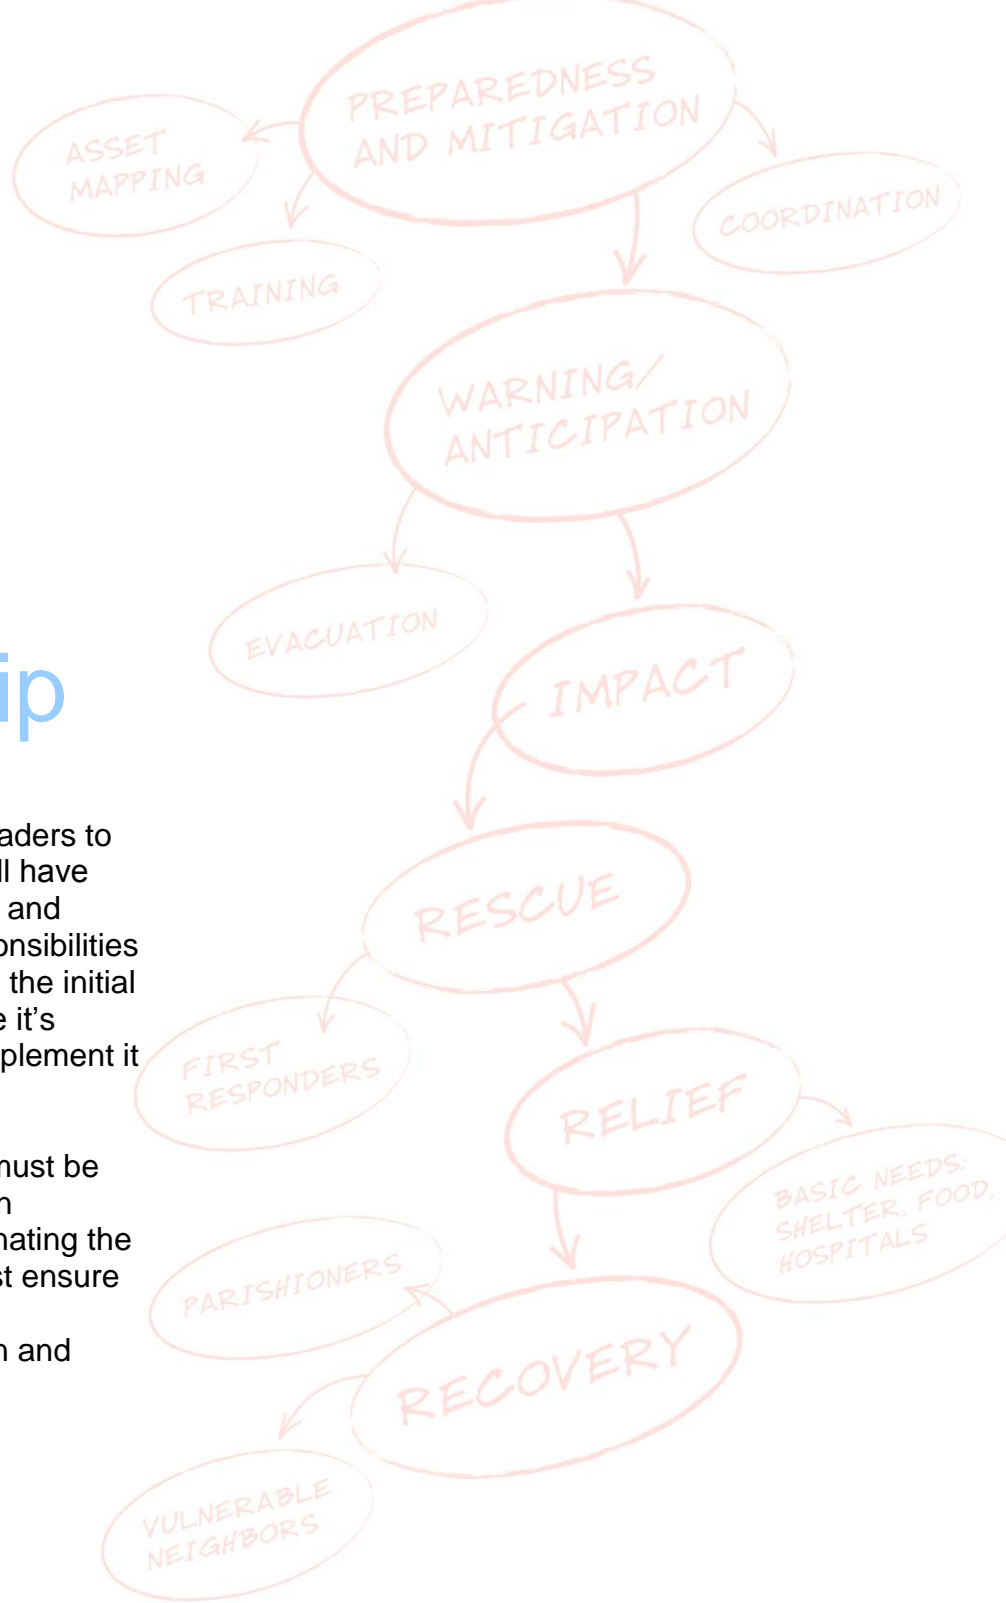 PREPAREDNESS
AND MITIGATION
ASSET
MAPPING
COORDINATION
TRAINING
WARNING/
ANTICIPATION
EVACUATION
IMPACT
ip
aders to
ll have
and
onsibilities
the initial
e it’s
plement it
must be
n
nating the
st ensure
n and
RESCUE
FIRST
RESPONDERS
RELIEF
BASIC NEEDS:
SHELTER, FOOD,
HOSPITALS
PARISHIONERS
RECOVERY
VULNERABLE
NEIGHBORS